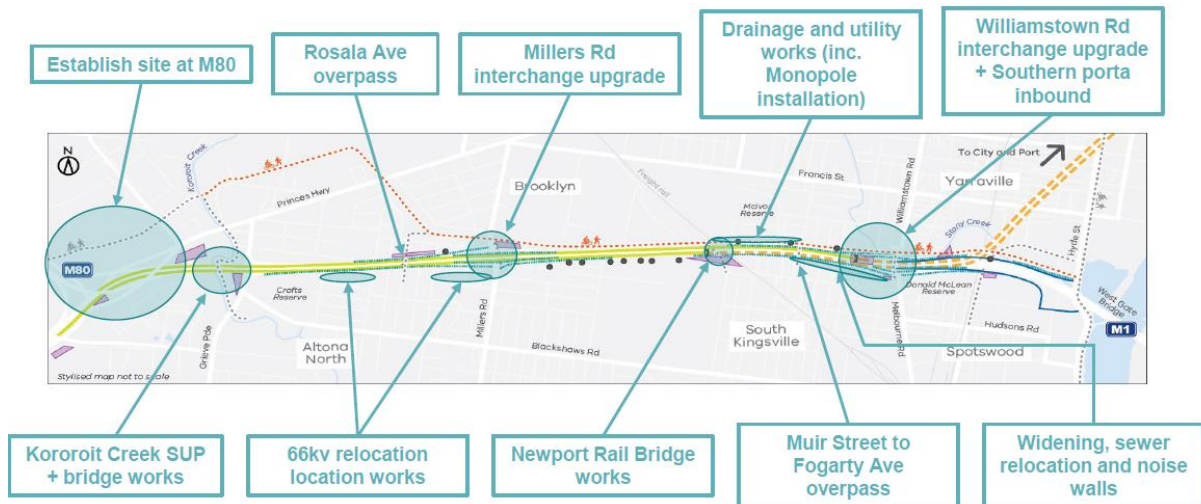 Establish site at M80
Rosala Ave
overpass
Millers Rd
interchange upgrade
Drainage and utility
works (inc.
Monopole
installation)
Williamstown Rd
interchange upgrade
+ Southern porta
inbound
N
Kororoit Creek
Princes Hwy
Brooklyn
Freight rail
McIvor
Reserve
Francis St
Williamstown Rd
To City and Port
Yarraville
Stony Creek
Hyde St
M80
Grieve Pde
Crofts
Reserve
Altona
North
Millers Rd
Blackshaws Rd
South
Kingsville
Melbourne Rd
Donald McLean
Reserve
Hudsons Rd
Spotswood
West Gate
Bridge
M1
Stylised map not to scale
Kororoit Creek SUP
+ bridge works
66kv relocation
location works
Newport Rail Bridge
works
Muir Street to
Fogarty Ave
overpass
Widening, sewer
relocation and noise
walls